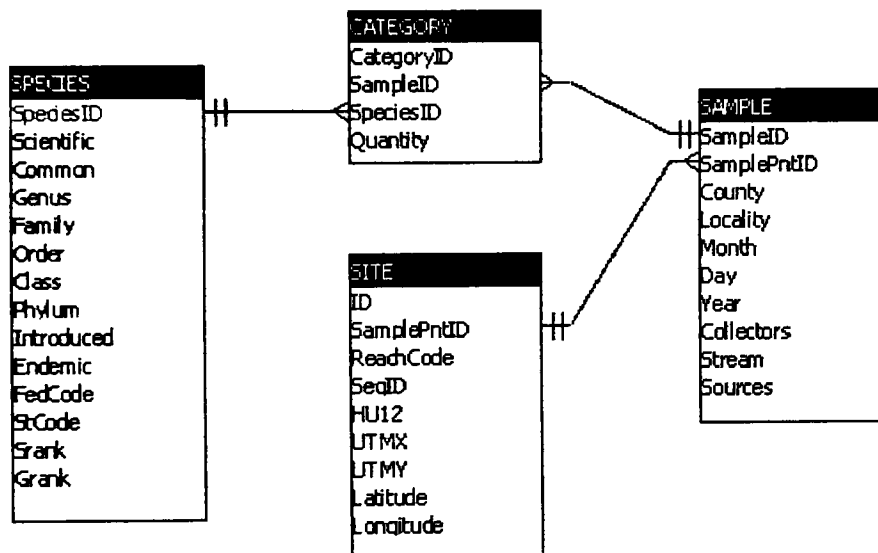 SPECIES
SpeciesID
Scientific
Common
Genus
Family
Order
Class
Phylum
Introduced
Endemic
FedCode
StCode
Srank
Grank
CATEGORY
CategoryID
SampleID
SpeciesID
Quantity
SITE
ID
SamplePntID
ReachCode
SeqID
HU12
UTMX
UTMY
Latitude
Longitude
SAMPLE
SampleID
SamplePntID
County
Locality
Month
Day
Year
Collectors
Stream
Sources